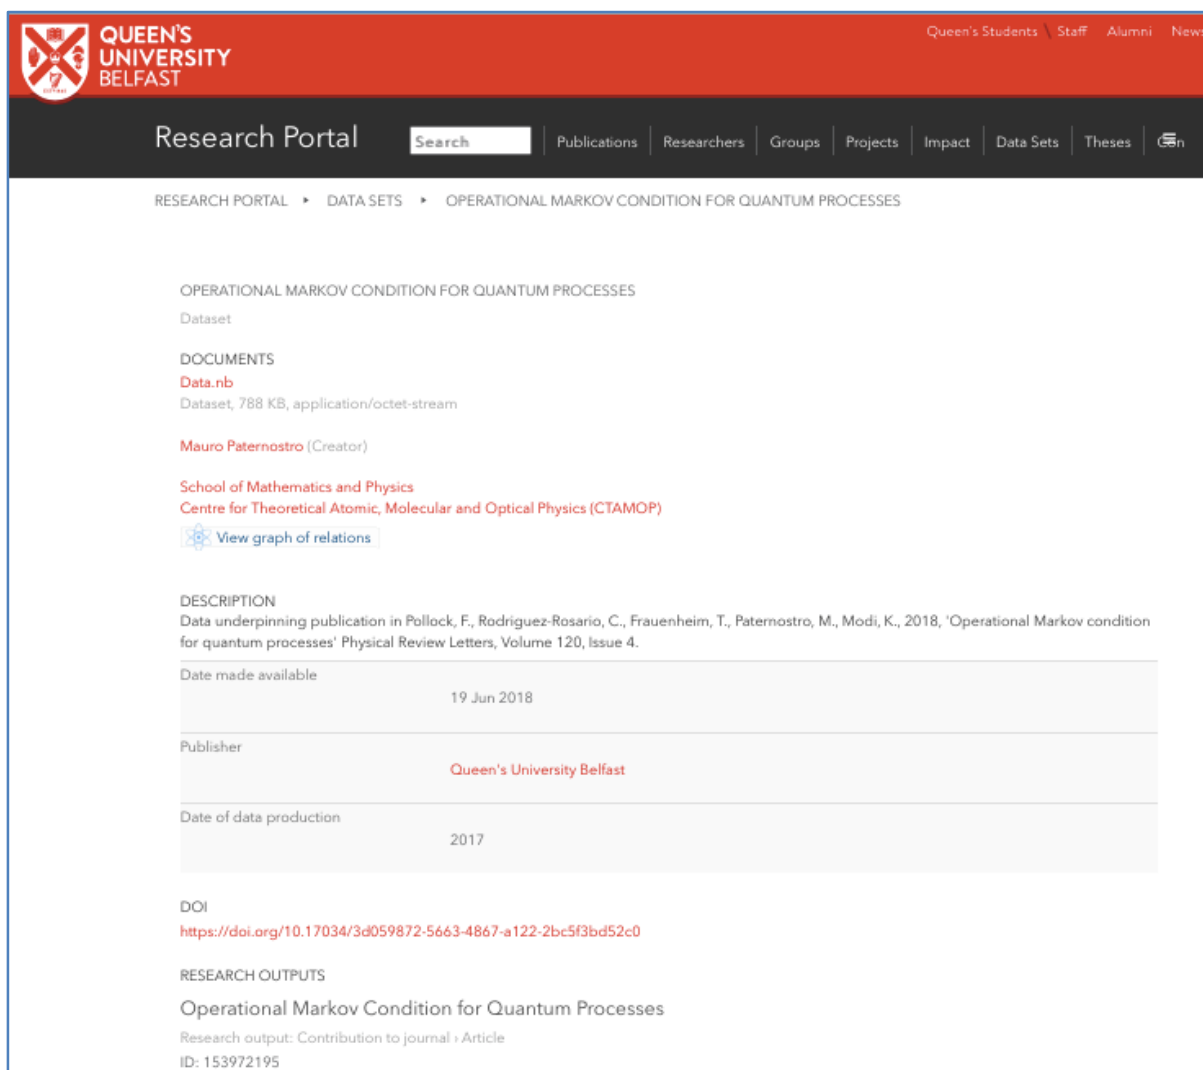 QUEEN'S
UNIVERSITY
BELFAST
Queen's Students \ Staff Alumni News
Research Portal Search Publications Researchers Groups Projects Impact Data Sets Theses
RESEARCH PORTAL ▸ DATA SETS ▸ OPERATIONAL MARKOV CONDITION FOR QUANTUM PROCESSES
OPERATIONAL MARKOV CONDITION FOR QUANTUM PROCESSES
Dataset
DOCUMENTS
Data.nb
Dataset, 788 KB, application/octet-stream
Mauro Paternostro (Creator)
School of Mathematics and Physics
Centre for Theoretical Atomic, Molecular and Optical Physics (CTAMOP)
View graph of relations
DESCRIPTION
Data underpinning publication in Pollock, F., Rodriguez-Rosario, C., Frauenheim, T., Paternostro, M., Modi, K., 2018, 'Operational Markov condition
for quantum processes' Physical Review Letters, Volume 120, Issue 4.
Date made available
19 Jun 2018
Publisher
Queen's University Belfast
Date of data production
2017
DOI
https://doi.org/10.17034/3d059872-5663-4867-a122-2bc5f3bd52c0
RESEARCH OUTPUTS
Operational Markov Condition for Quantum Processes
Research output: Contribution to journal › Article
ID: 153972195